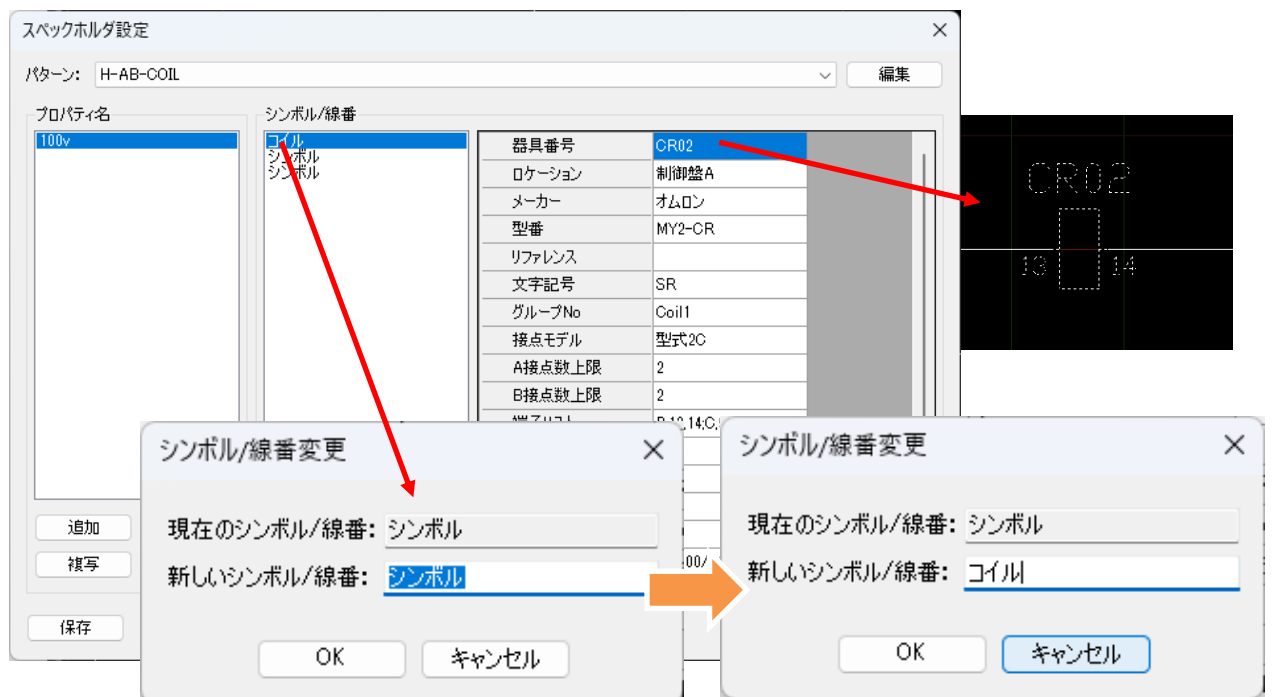 スペックホルダ設定
パターン: H-AB-COIL 編集
プロパティ名
100v
シンボル/線番
コイル
シンボル
シンボル
器具番号 CR02
ロケーション 制御盤A
メーカー オムロン
型番 MY2-CR
リファレンス
文字記号 SR
グループNo Coil1
接点モデル 型式2C
A接点数上限 2
B接点数上限 2
CR02
13 14
追加
複写
保存
シンボル/線番変更
現在のシンボル/線番: シンボル
新しいシンボル/線番: シンボル
OK キャンセル
シンボル/線番変更
現在のシンボル/線番: シンボル
新しいシンボル/線番: コイル
OK キャンセル